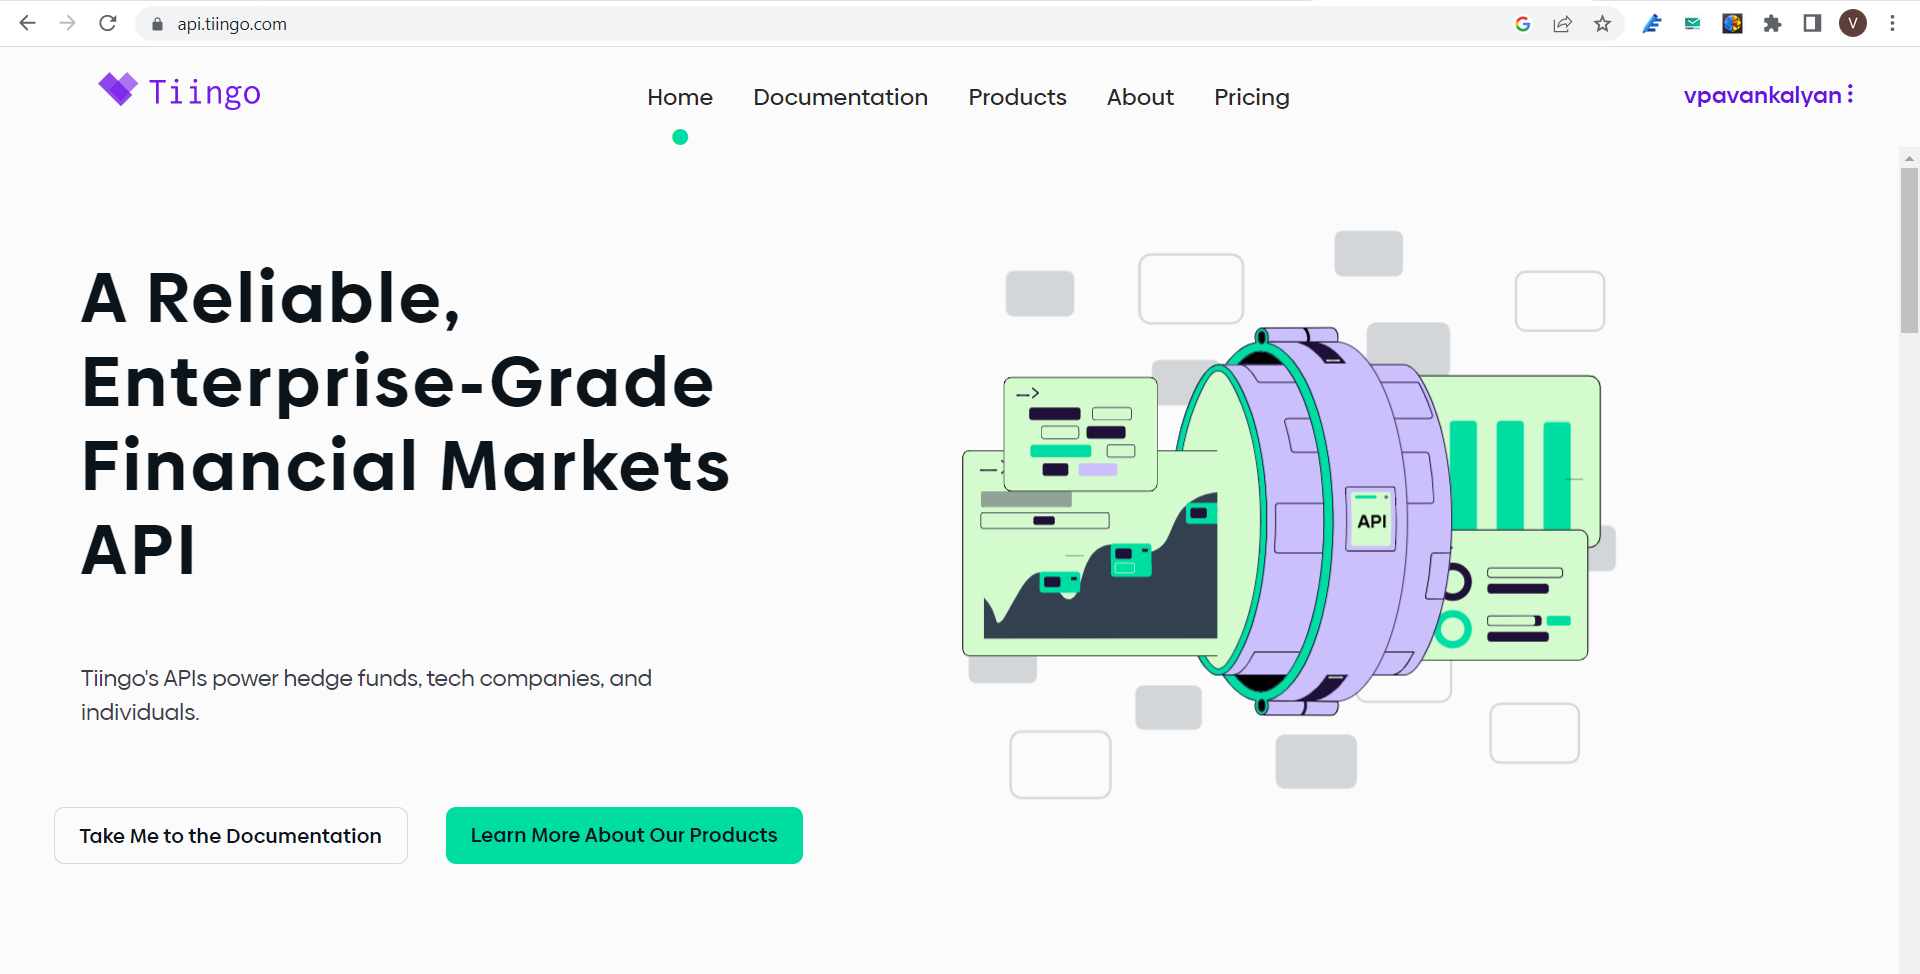 api.tiingo.com
V
Tiingo
Home
Documentation
Products
About
Pricing
vpavankalyan
A Reliable,
Enterprise-Grade
Financial Markets
API
API
Tiingo's APIs power hedge funds, tech companies, and
individuals.
Take Me to the Documentation
Learn More About Our Products